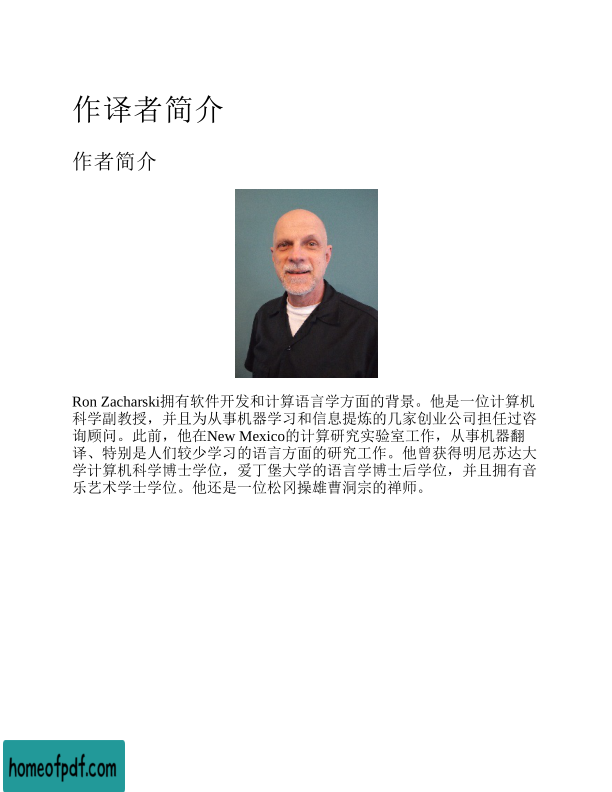 作译者简介
作者简介
Ron Zacharski拥有软件开发和计算语言学方面的背景。他是一位计算机
科学副教授，并且为从事机器学习和信息提炼的几家创业公司担任过咨
询顾问。此前，他在New Mexico的计算研究实验室工作，从事机器翻
译、特别是人们较少学习的语言方面的研究工作。他曾获得明尼苏达大
学计算机科学博士学位，爱丁堡大学的语言学博士后学位，并且拥有音
乐艺术学士学位。他还是一位松冈操雄曹洞宗的禅师。
homeofpdf.com